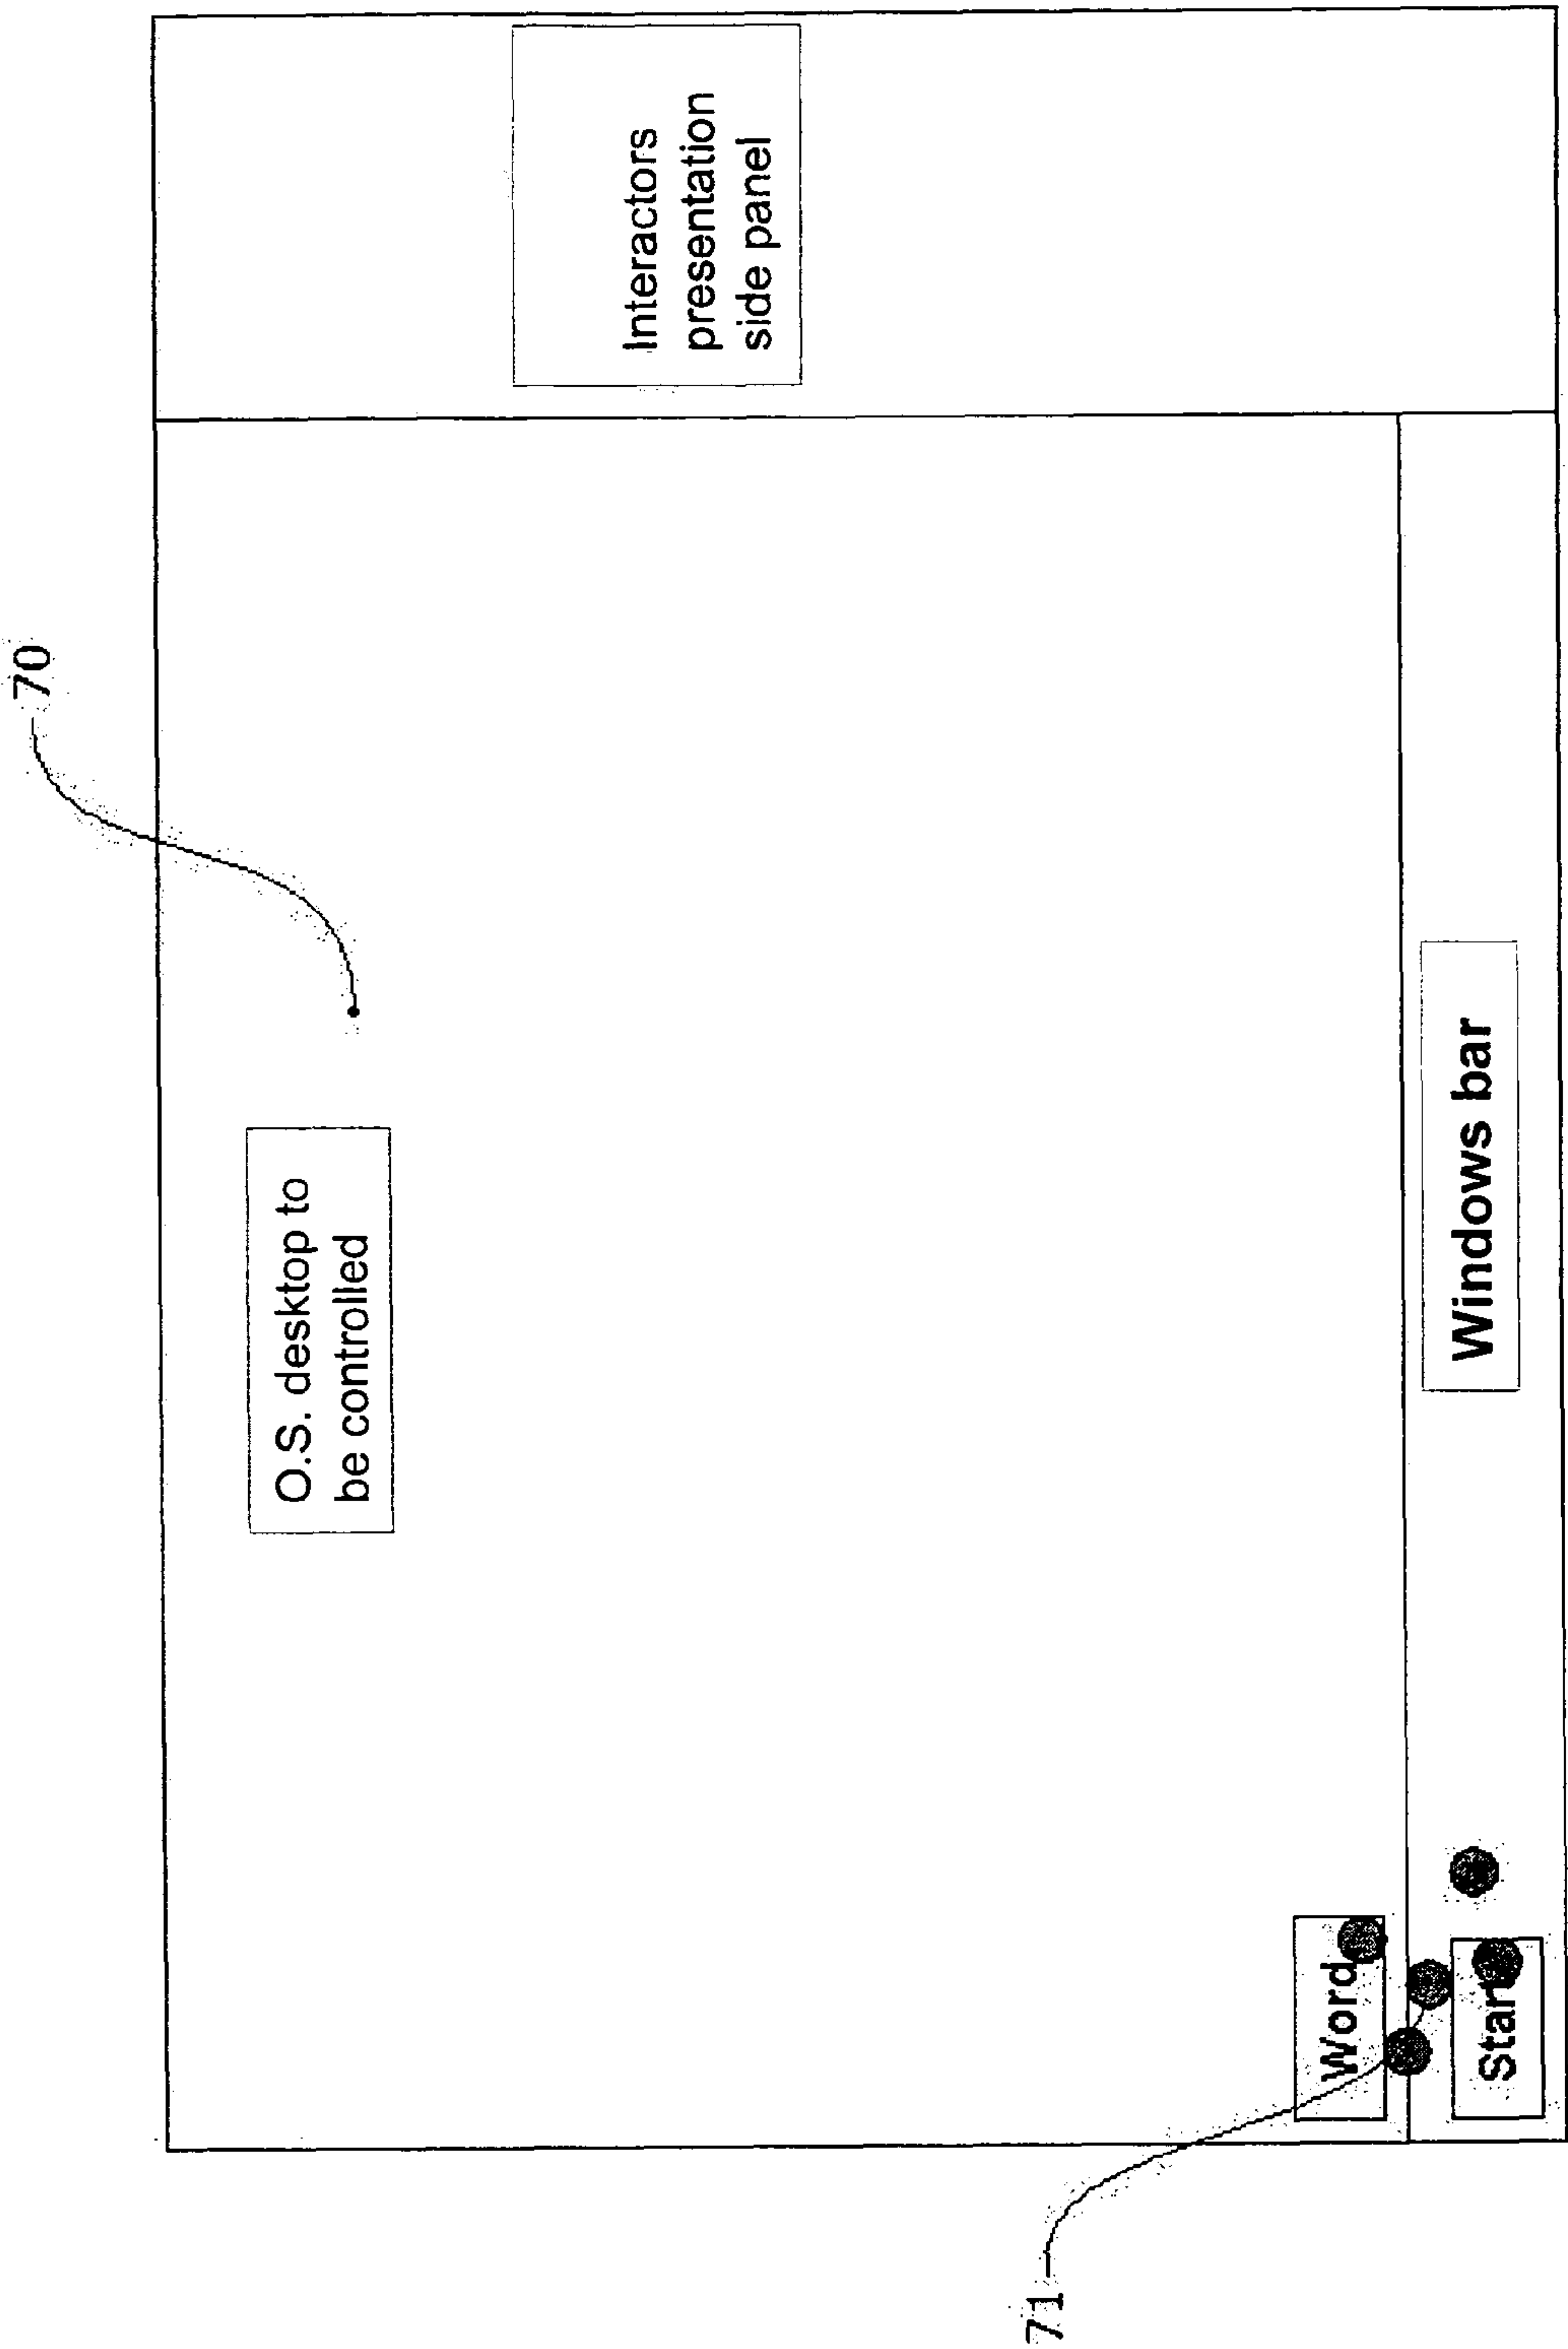 70
O.S. desktop to
be controlled
Interactors
presentation
side panel
71
Word
Windows bar
Start